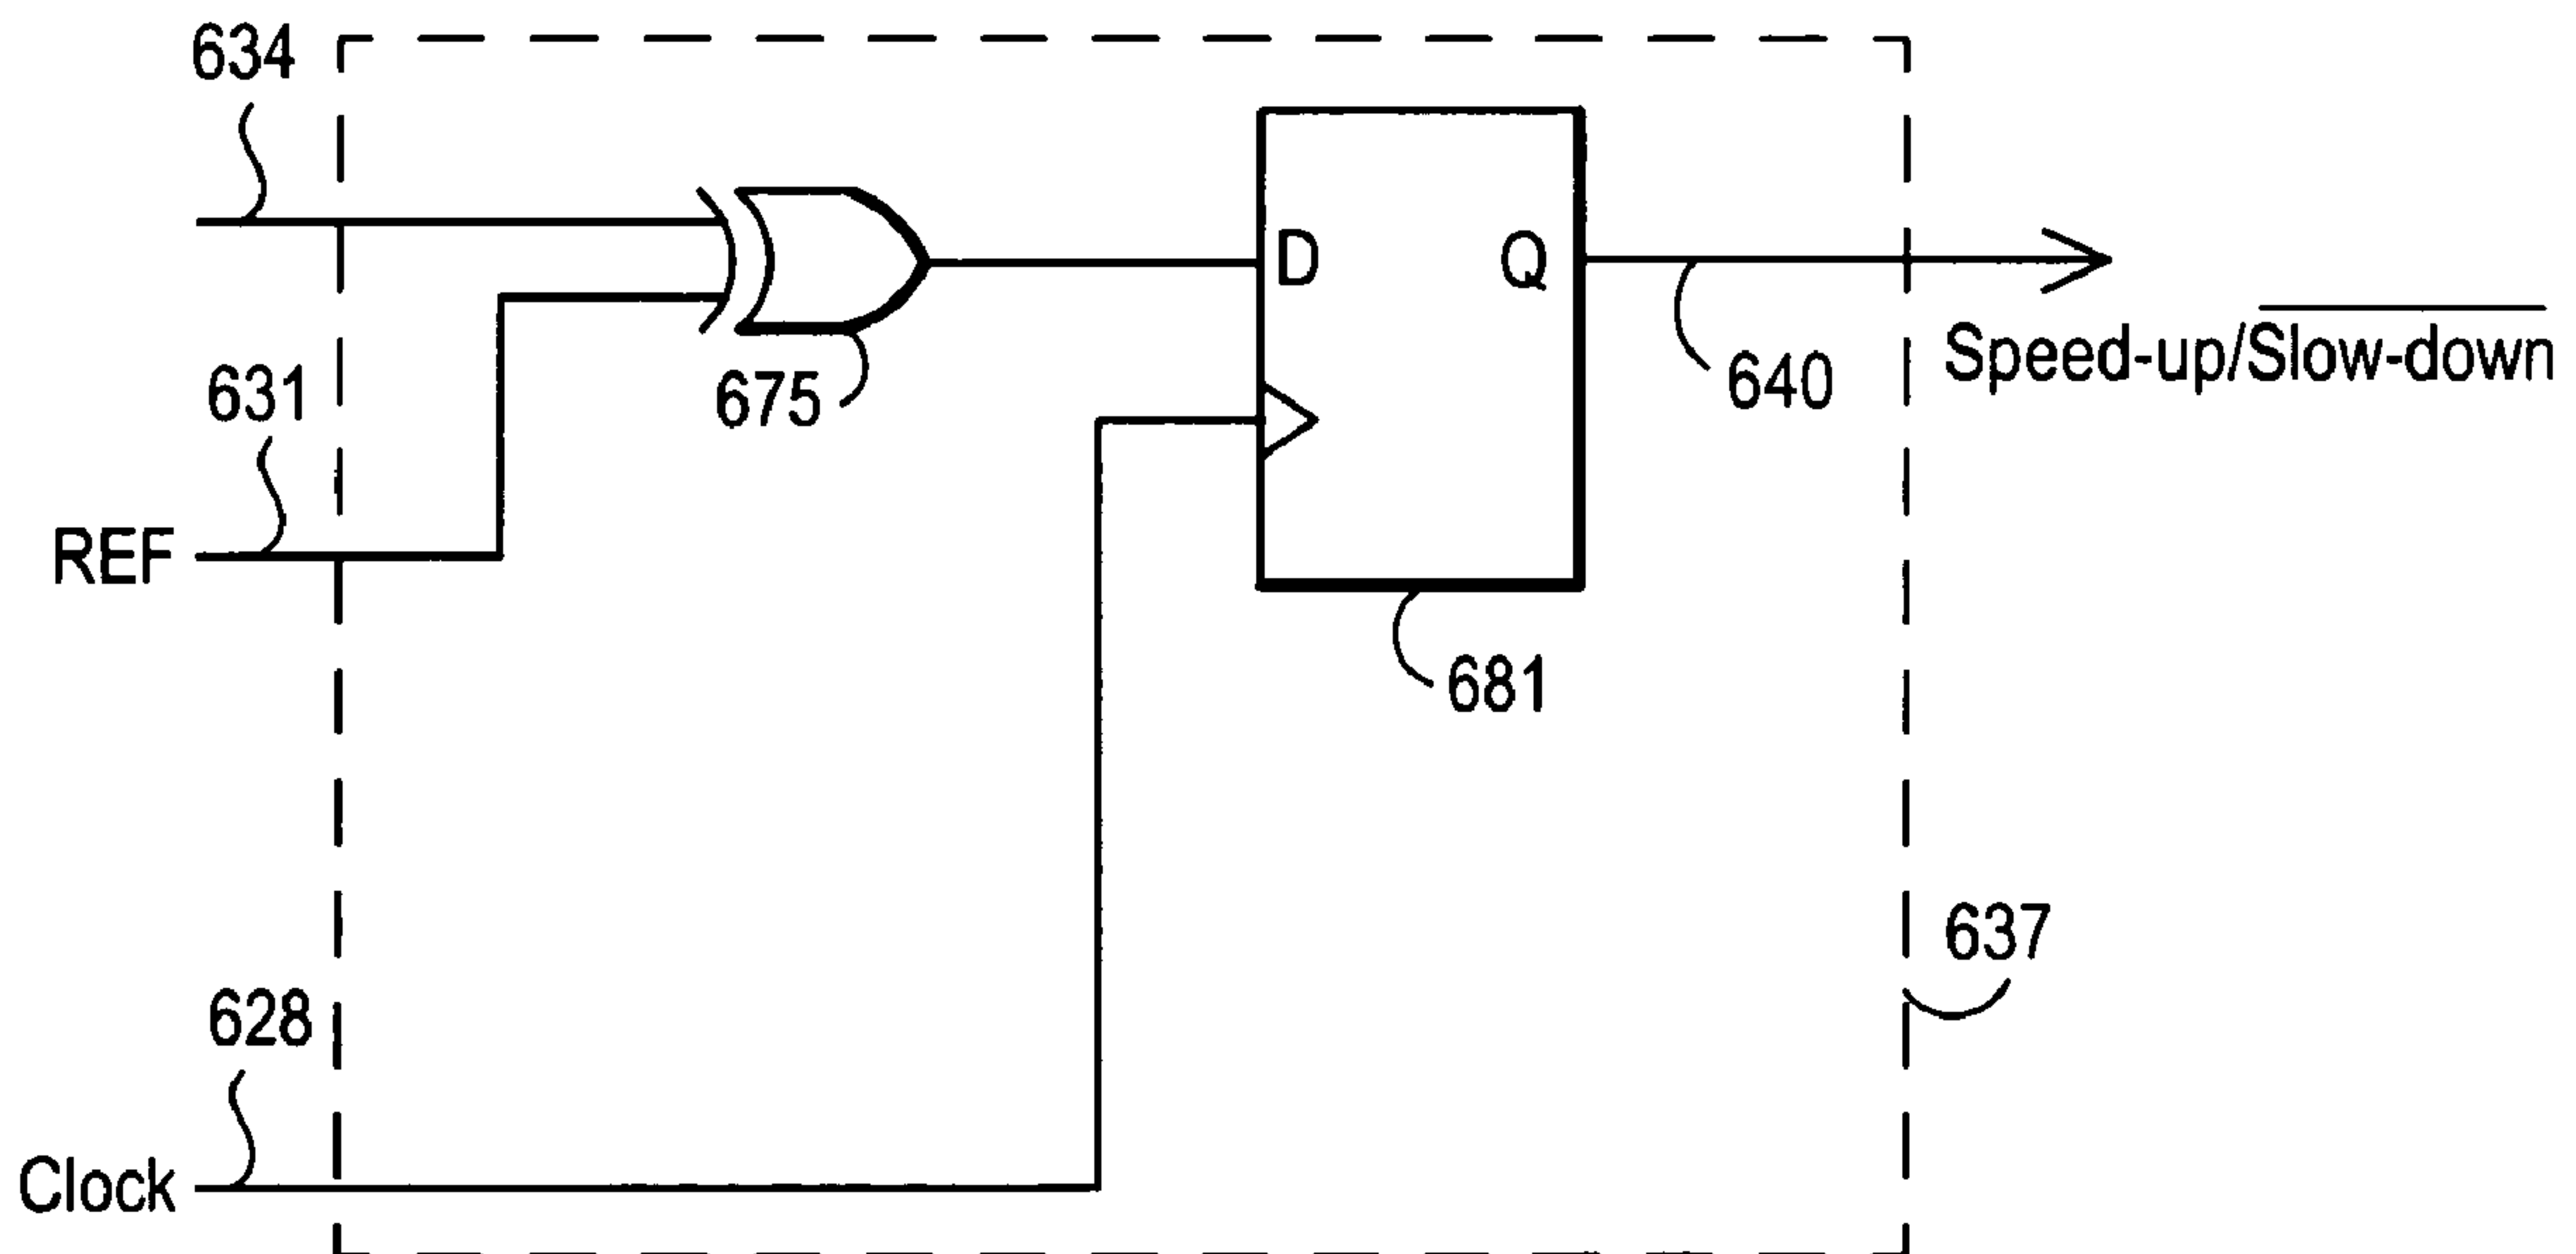 634
D
Q
631
675
640
Speed-up/Slow-down
REF
681
637
628
Clock